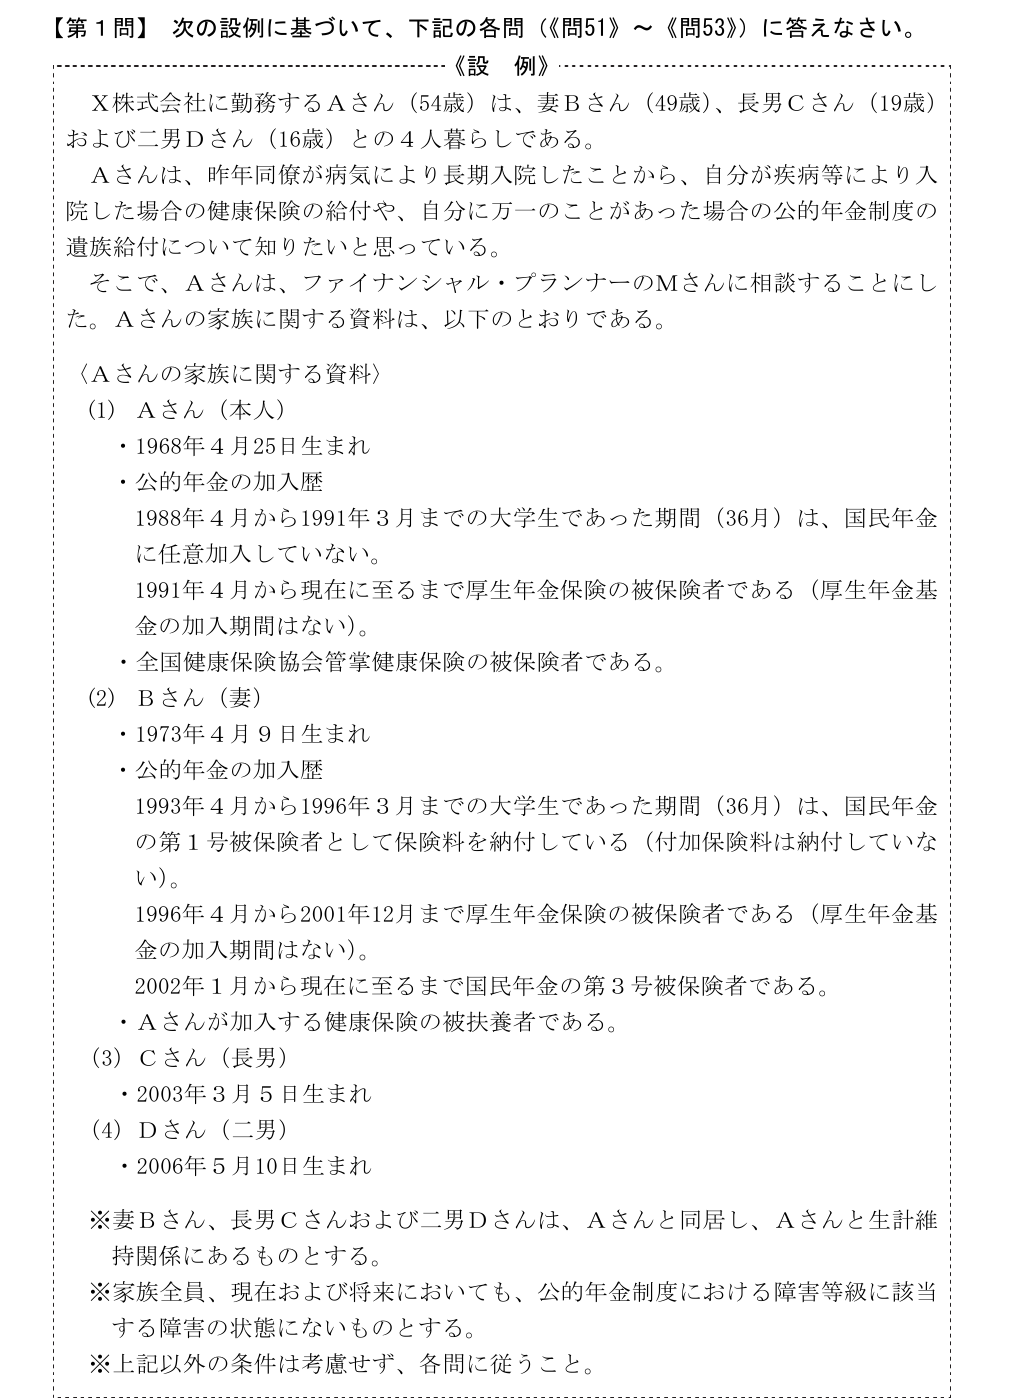 【第１問】 次の設例に基づいて、下記の各問（《問51》～《問53》）に答えなさい。
《設　例》
Ｘ株式会社に勤務するＡさん（54歳）は、妻Ｂさん（49歳）、長男Ｃさん（19歳）
および二男Ｄさん（16歳）との４人暮らしである。
Ａさんは、昨年同僚が病気により長期入院したことから、自分が疾病等により入
院した場合の健康保険の給付や、自分に万一のことがあった場合の公的年金制度の
遺族給付について知りたいと思っている。
そこで、Ａさんは、ファイナンシャル・プランナーのＭさんに相談することにし
た。Ａさんの家族に関する資料は、以下のとおりである。
〈Ａさんの家族に関する資料〉
(1) Ａさん（本人）
・1968年４月25日生まれ
・公的年金の加入歴
1988年４月から1991年３月までの大学生であった期間（36月）は、国民年金
に任意加入していない。
1991年４月から現在に至るまで厚生年金保険の被保険者である（厚生年金基
金の加入期間はない）。
・全国健康保険協会管掌健康保険の被保険者である。
(2) Ｂさん（妻）
・1973年４月９日生まれ
・公的年金の加入歴
1993年４月から1996年３月までの大学生であった期間（36月）は、国民年金
の第１号被保険者として保険料を納付している（付加保険料は納付していな
い）。
1996年４月から2001年12月まで厚生年金保険の被保険者である（厚生年金基
金の加入期間はない）。
2002年１月から現在に至るまで国民年金の第３号被保険者である。
・Ａさんが加入する健康保険の被扶養者である。
(3) Ｃさん（長男）
・2003年３月５日生まれ
(4) Ｄさん（二男）
・2006年５月10日生まれ
※妻Ｂさん、長男Ｃさんおよび二男Ｄさんは、Ａさんと同居し、Ａさんと生計維
持関係にあるものとする。
※家族全員、現在および将来においても、公的年金制度における障害等級に該当
する障害の状態にないものとする。
※上記以外の条件は考慮せず、各問に従うこと。